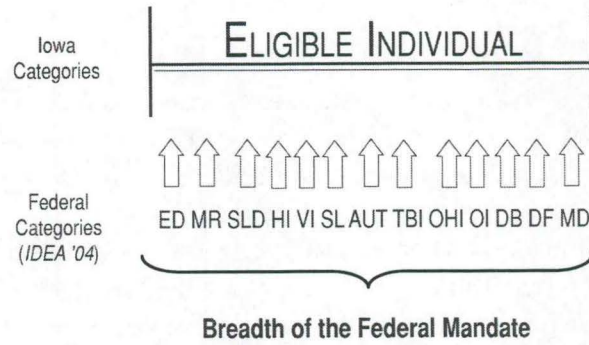 Iowa
Categories
ELIGIBLE INDIVIDUAL
Federal
Categories
(IDEA '04)
ED MR SLD HI VI SL AUT TBI OHI OI DB DF MD
Breadth of the Federal Mandate